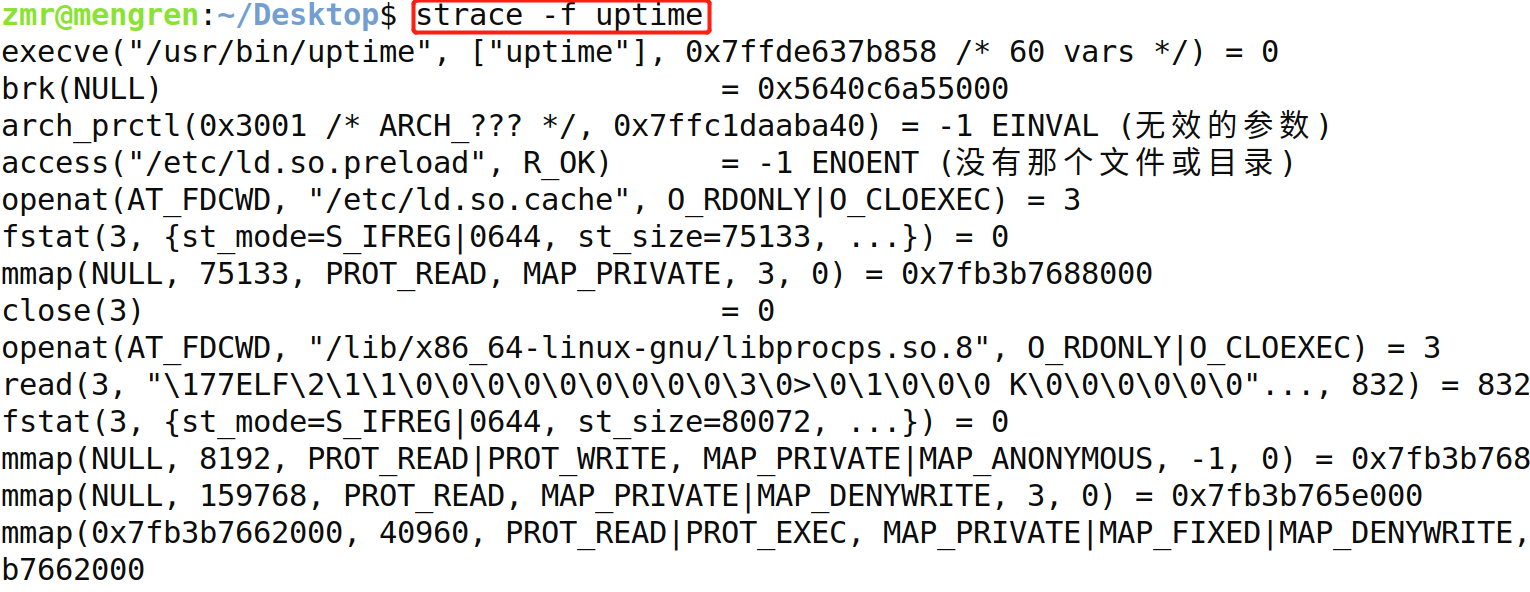 zmr@mengren:~/Desktop$ strace -f uptime
execve("/usr/bin/uptime", ["uptime"], 0x7ffde637b858 /* 60 vars */) = 0
brk(NULL)                               = 0x5640c6a55000
arch_prctl(0x3001 /* ARCH_??? */, 0x7ffc1daaba40) = -1 EINVAL (无效的参数)
access("/etc/ld.so.preload", R_OK)      = -1 ENOENT (没有那个文件或目录)
openat(AT_FDCWD, "/etc/ld.so.cache", O_RDONLY|O_CLOEXEC) = 3
fstat(3, {st_mode=S_IFREG|0644, st_size=75133, ...}) = 0
mmap(NULL, 75133, PROT_READ, MAP_PRIVATE, 3, 0) = 0x7fb3b7688000
close(3)                                = 0
openat(AT_FDCWD, "/lib/x86_64-linux-gnu/libprocps.so.8", O_RDONLY|O_CLOEXEC) = 3
read(3, "\177ELF\2\1\1\0\0\0\0\0\0\0\0\0\3\0>\0\1\0\0\0 K\0\0\0\0\0\0"..., 832) = 832
fstat(3, {st_mode=S_IFREG|0644, st_size=80072, ...}) = 0
mmap(NULL, 8192, PROT_READ|PROT_WRITE, MAP_PRIVATE|MAP_ANONYMOUS, -1, 0) = 0x7fb3b768
mmap(NULL, 159768, PROT_READ, MAP_PRIVATE|MAP_DENYWRITE, 3, 0) = 0x7fb3b765e000
mmap(0x7fb3b7662000, 40960, PROT_READ|PROT_EXEC, MAP_PRIVATE|MAP_FIXED|MAP_DENYWRITE,
b7662000